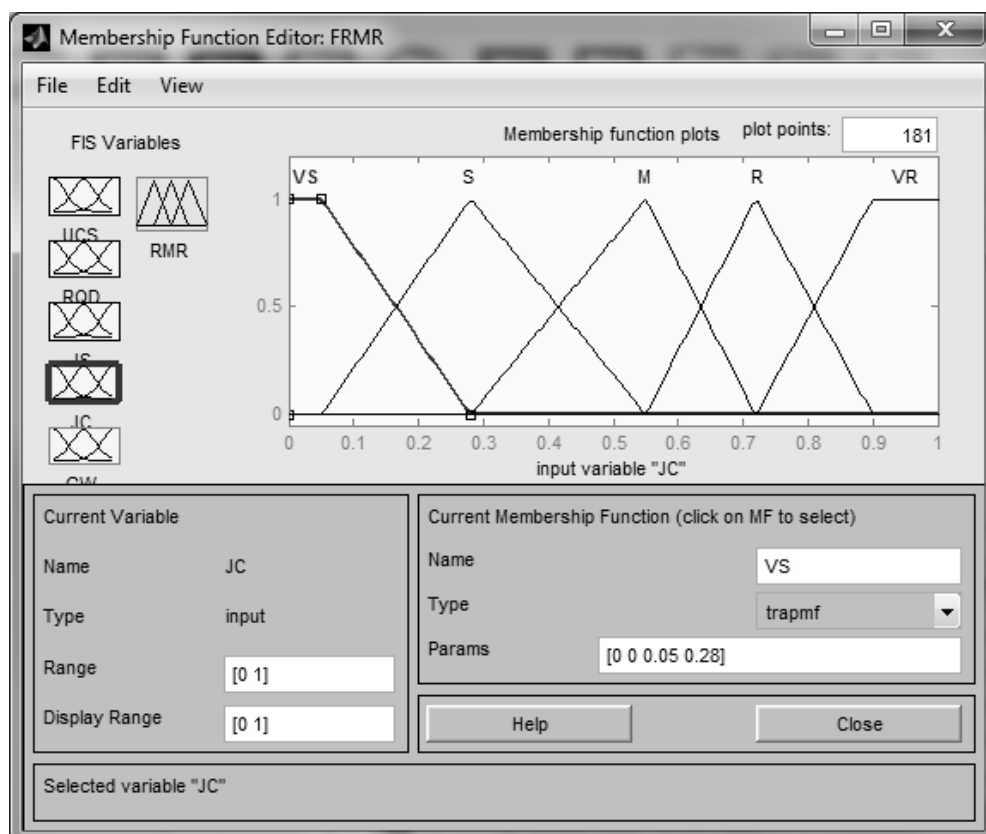 Membership Function Editor: FRMR
File Edit View
FIS Variables
Membership function plots plot points: 181
UCS
RQD
JS
JC
GW
RMR
VS S M R VR
1
0.5
0
0 0.1 0.2 0.3 0.4 0.5 0.6 0.7 0.8 0.9 1
input variable "JC"
Current Variable
Name JC
Type input
Range [0 1]
Display Range [0 1]
Current Membership Function (click on MF to select)
Name VS
Type trapmf
Params [0 0 0.05 0.28]
Help Close
Selected variable "JC"